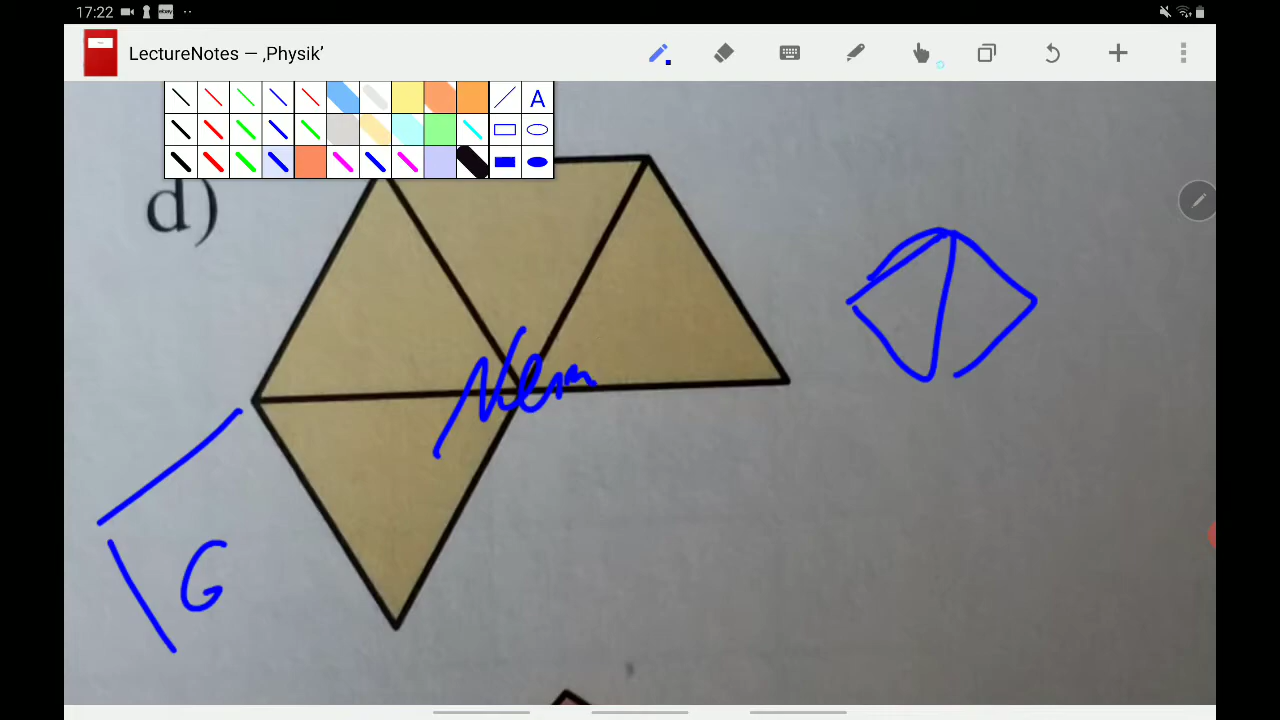 17:22
LectureNotes — ‚Physik’
A
d)
Nein
G